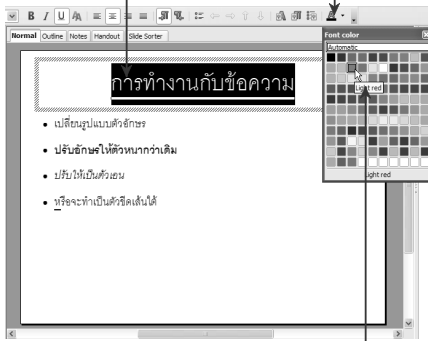 B I U A
Normal Outline Notes Handout Slide Sorter
Font color
Automatic
Light red
Light red
การทำงานกับข้อความ
• เปลี่ยนรูปแบบตัวอักษร
• ปรับอักษรให้ตัวหนากว่าเดิม
• ปรับให้เป็นตัวเอน
• หรือจะทำเป็นตัวขีดเส้นใต้